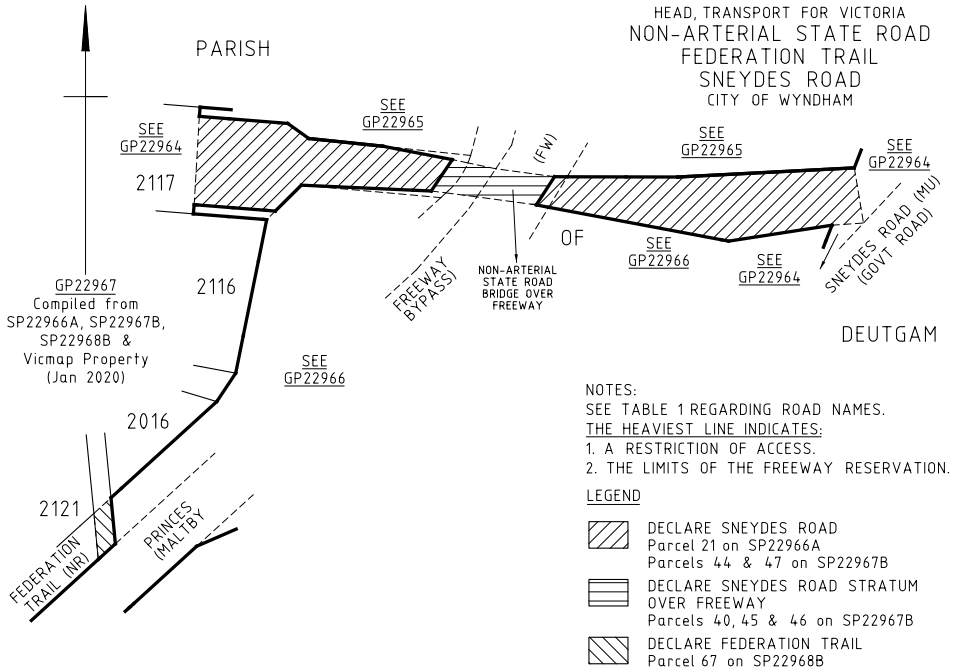 HEAD, TRANSPORT FOR VICTORIA
NON-ARTERIAL STATE ROAD
FEDERATION TRAIL
SNEYDES ROAD
CITY OF WYNDHAM
PARISH
SEE
GP22965
SEE
GP22964
2117
(FW)
SEE
GP22965
SEE
GP22964
OF
SEE
GP22966
SEE
GP22964
SNEYDES ROAD (MU)
(GOVT ROAD)
FREEWAY
BYPASS)
NON-ARTERIAL
STATE ROAD
BRIDGE OVER
FREEWAY
DEUTGAM
GP22967
Compiled from
SP22966A, SP22967B,
SP22968B &
Vicmap Property
(Jan 2020)
2116
SEE
GP22966
2016
2121
FEDERATION
TRAIL (NR)
PRINCES
(MALTBY
NOTES:
SEE TABLE 1 REGARDING ROAD NAMES.
THE HEAVIEST LINE INDICATES:
1. A RESTRICTION OF ACCESS.
2. THE LIMITS OF THE FREEWAY RESERVATION.
LEGEND
DECLARE SNEYDES ROAD
Parcel 21 on SP22966A
Parcels 44 & 47 on SP22967B
DECLARE SNEYDES ROAD STRATUM
OVER FREEWAY
Parcels 40, 45 & 46 on SP22967B
DECLARE FEDERATION TRAIL
Parcel 67 on SP22968B